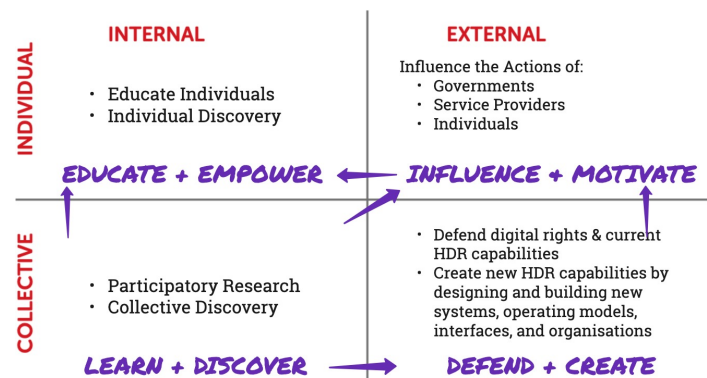 INTERNAL
EXTERNAL
INDIVIDUAL
• Educate Individuals
• Individual Discovery
Influence the Actions of:
• Governments
• Service Providers
• Individuals
EDUCATE + EMPOWER
INFLUENCE + MOTIVATE
COLLECTIVE
• Participatory Research
• Collective Discovery
• Defend digital rights & current
HDR capabilities
• Create new HDR capabilities by
designing and building new
systems, operating models,
interfaces, and organisations
LEARN + DISCOVER
DEFEND + CREATE